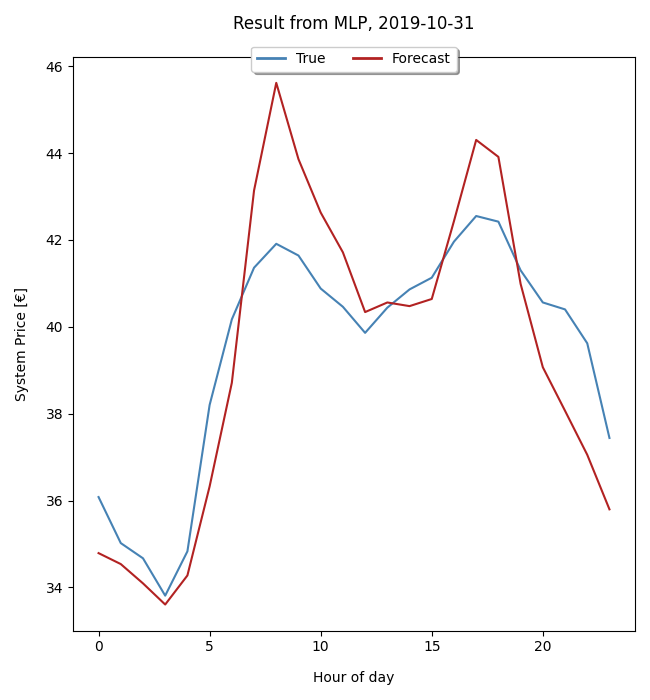 Result from MLP, 2019-10-31
True Forecast
46
44
42
40
38
36
34
System Price [€]
0 5 10 15 20
Hour of day